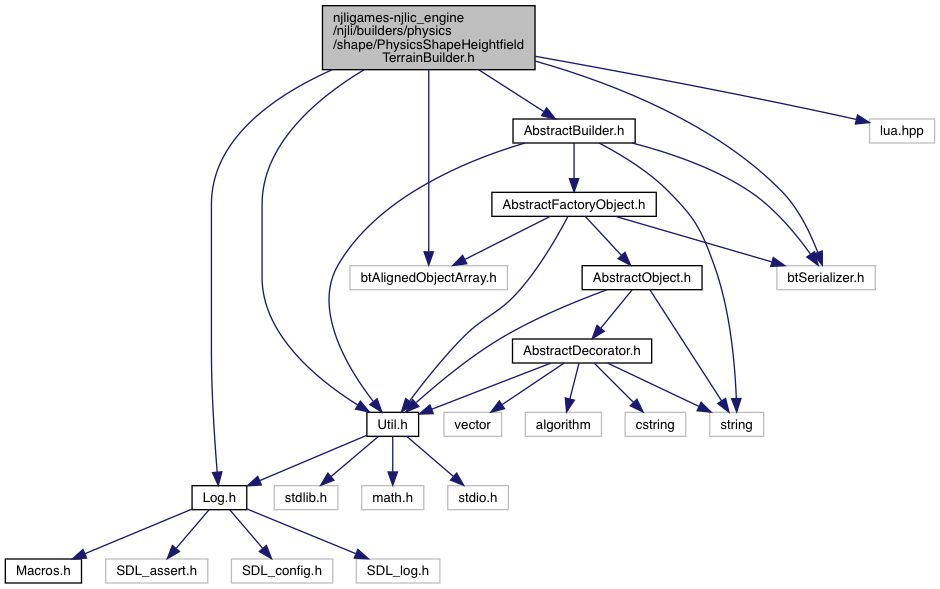 njligames-njlic_engine
/njli/builders/physics
/shape/PhysicsShapeHeightfield
TerrainBuilder.h
AbstractBuilder.h
lua.hpp
AbstractFactoryObject.h
btAlignedObjectArray.h
AbstractObject.h
btSerializer.h
AbstractDecorator.h
Util.h
vector
algorithm
cstring
string
Log.h
stdlib.h
math.h
stdio.h
Macros.h
SDL_assert.h
SDL_config.h
SDL_log.h